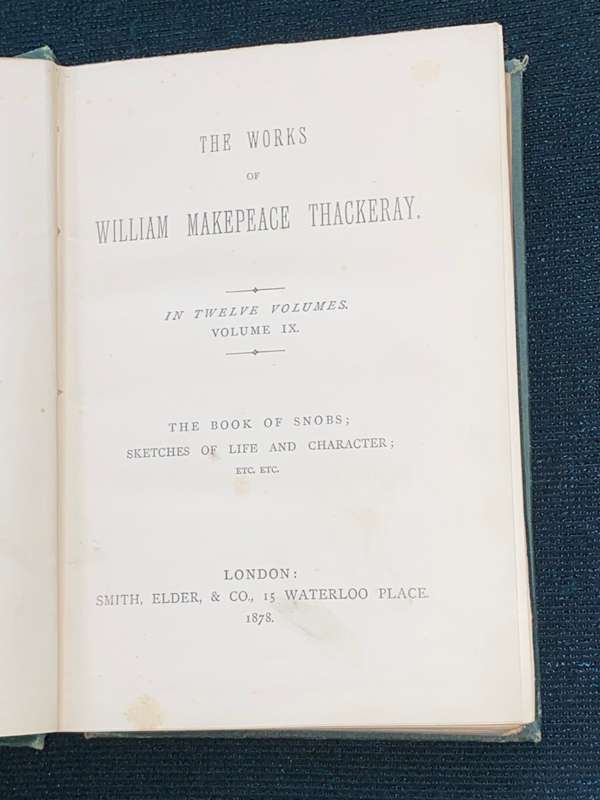 THE WORKS
OF
WILLIAM MAKEPEACE THACKERAY.
IN TWELVE VOLUMES.
VOLUME IX.
THE BOOK OF SNOBS;
SKETCHES OF LIFE AND CHARACTER;
ETC. ETC.
LONDON:
SMITH, ELDER, & CO., 15 WATERLOO PLACE.
1878.